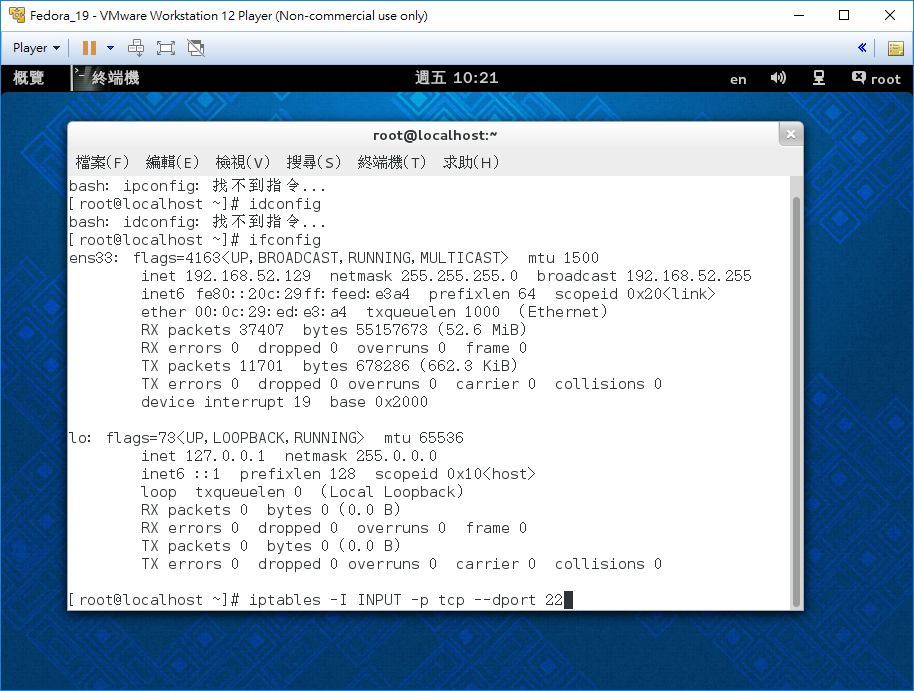 Fedora_19 - VMware Workstation 12 Player (Non-commercial use only)
Player
概覽 終端機 週五 10:21 en root
root@localhost:~
檔案(F) 編輯(E) 檢視(V) 搜尋(S) 終端機(T) 求助(H)
bash: ipconfig: 找不到指令...
[root@localhost ~]# idconfig
bash: idconfig: 找不到指令...
[root@localhost ~]# ifconfig
ens33: flags=4163<UP,BROADCAST,RUNNING,MULTICAST>  mtu 1500
        inet 192.168.52.129  netmask 255.255.255.0  broadcast 192.168.52.255
        inet6 fe80::20c:29ff:feed:e3a4  prefixlen 64  scopeid 0x20<link>
        ether 00:0c:29:ed:e3:a4  txqueuelen 1000  (Ethernet)
        RX packets 37407  bytes 55157673 (52.6 MiB)
        RX errors 0  dropped 0  overruns 0  frame 0
        TX packets 11701  bytes 678286 (662.3 KiB)
        TX errors 0  dropped 0 overruns 0  carrier 0  collisions 0
        device interrupt 19  base 0x2000
lo: flags=73<UP,LOOPBACK,RUNNING>  mtu 65536
        inet 127.0.0.1  netmask 255.0.0.0
        inet6 ::1  prefixlen 128  scopeid 0x10<host>
        loop  txqueuelen 0  (Local Loopback)
        RX packets 0  bytes 0 (0.0 B)
        RX errors 0  dropped 0  overruns 0  frame 0
        TX packets 0  bytes 0 (0.0 B)
        TX errors 0  dropped 0 overruns 0  carrier 0  collisions 0
[root@localhost ~]# iptables -I INPUT -p tcp --dport 22